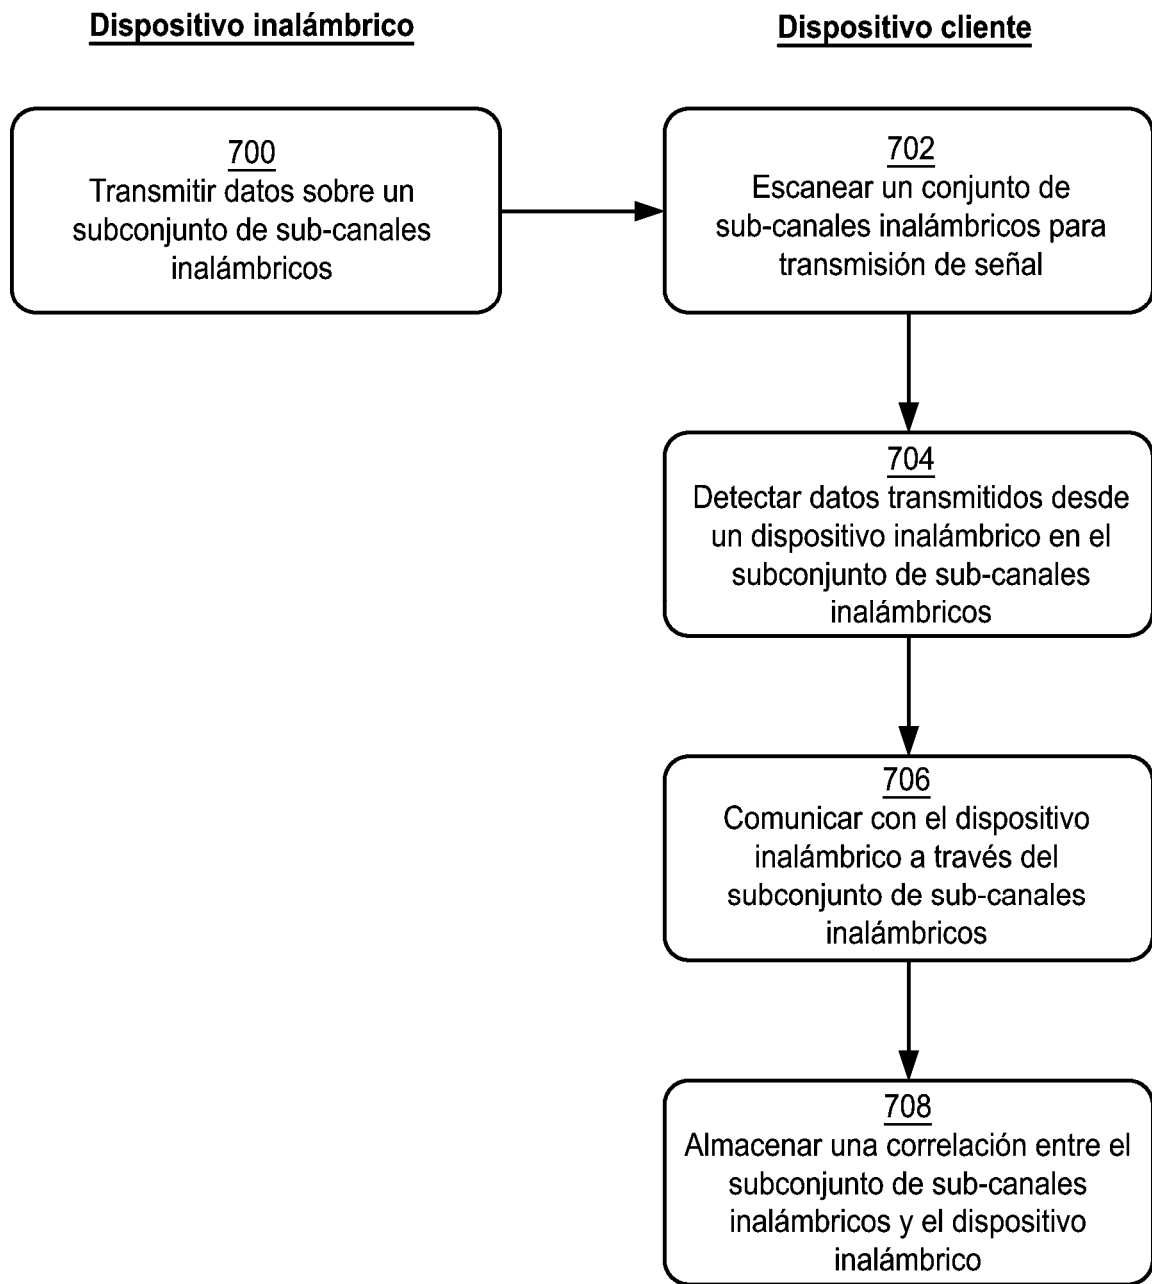 Dispositivo inalámbrico
Dispositivo cliente
700
Transmitir datos sobre un
subconjunto de sub-canales
inalámbricos
702
Escanear un conjunto de
sub-canales inalámbricos para
transmisión de señal
704
Detectar datos transmitidos desde
un dispositivo inalámbrico en el
subconjunto de sub-canales
inalámbricos
706
Comunicar con el dispositivo
inalámbrico a través del
subconjunto de sub-canales
inalámbricos
708
Almacenar una correlación entre el
subconjunto de sub-canales
inalámbricos y el dispositivo
inalámbrico